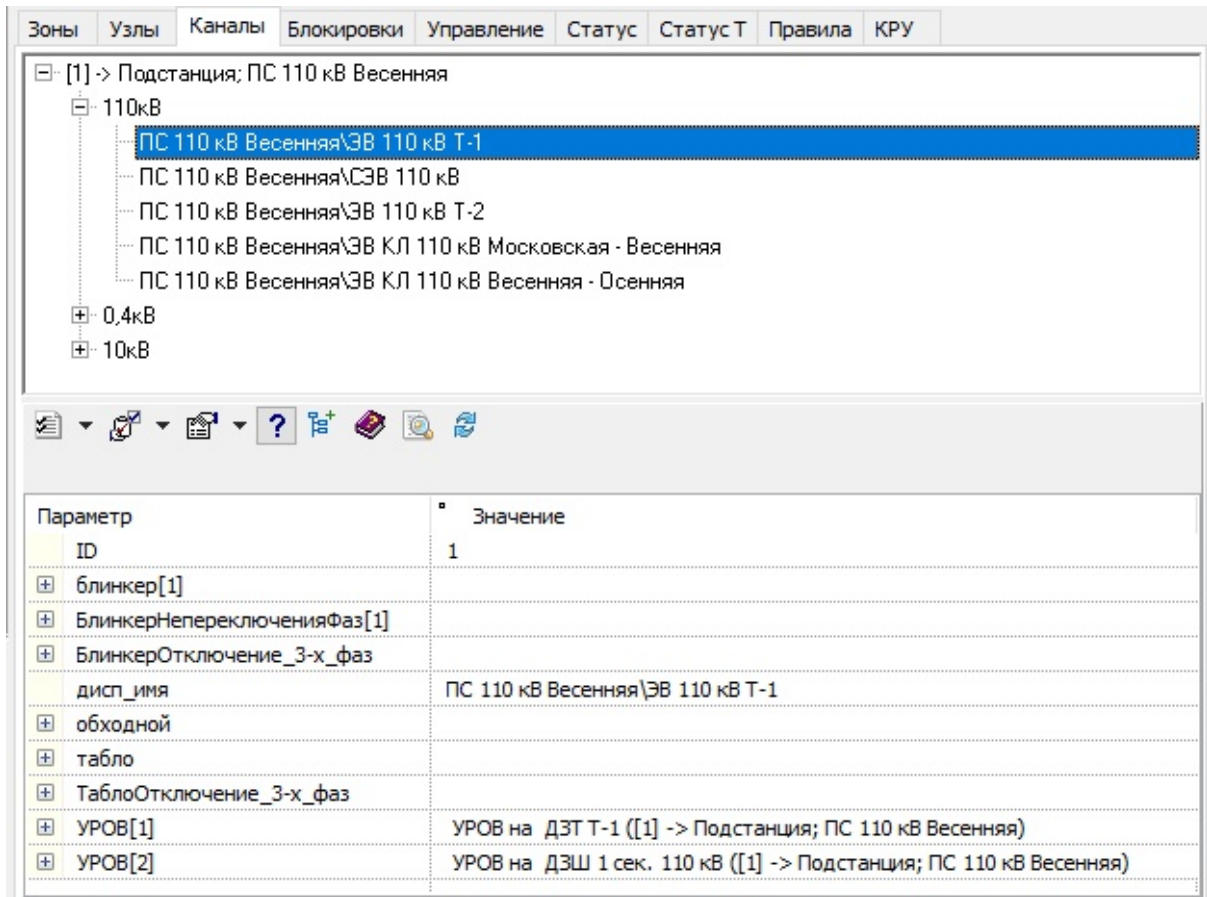 Зоны Узлы Каналы Блокировки Управление Статус Статус Т Правила КРУ
[1] -> Подстанция; ПС 110 кВ Весенняя
110кВ
ПС 110 кВ Весенняя\ЭВ 110 кВ Т-1
ПС 110 кВ Весенняя\СЭВ 110 кВ
ПС 110 кВ Весенняя\ЭВ 110 кВ Т-2
ПС 110 кВ Весенняя\ЭВ КЛ 110 кВ Московская - Весенняя
ПС 110 кВ Весенняя\ЭВ КЛ 110 кВ Весенняя - Осенняя
0,4кВ
10кВ
Параметр Значение
ID 1
блинкер[1]
БлинкерНепереключенияФаз[1]
БлинкерОтключение_3-х_фаз
дисп_имя ПС 110 кВ Весенняя\ЭВ 110 кВ Т-1
обходной
табло
ТаблоОтключение_3-х_фаз
УРОВ[1] УРОВ на ДЗТ Т-1 ([1] -> Подстанция; ПС 110 кВ Весенняя)
УРОВ[2] УРОВ на ДЗШ 1 сек. 110 кВ ([1] -> Подстанция; ПС 110 кВ Весенняя)